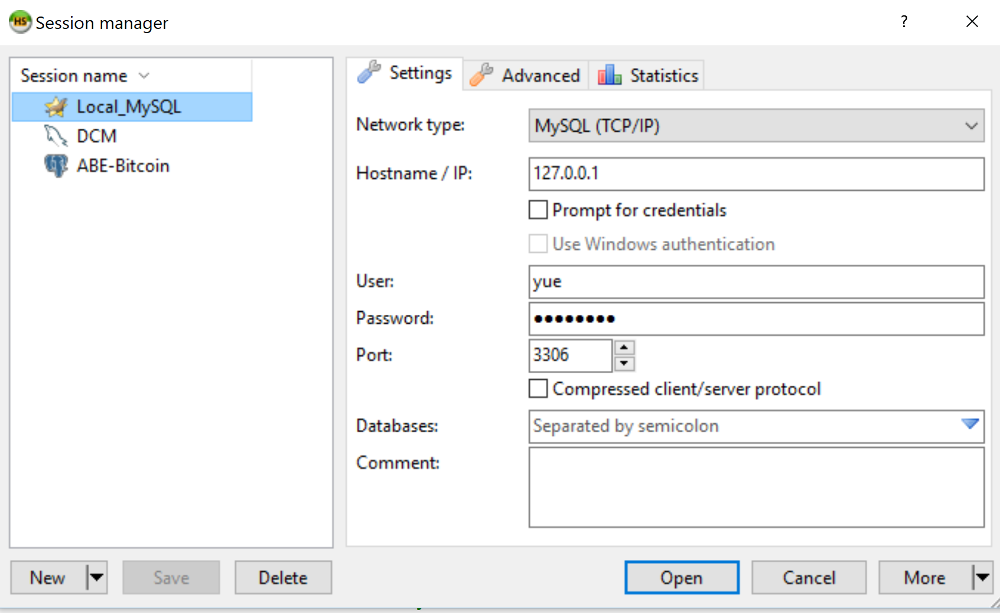 HS Session manager ?
Session name
Local_MySQL
DCM
ABE-Bitcoin
Settings Advanced Statistics
Network type: MySQL (TCP/IP)
Hostname / IP: 127.0.0.1
Prompt for credentials
Use Windows authentication
User: yue
Password: ●●●●●●●●
Port: 3306
Compressed client/server protocol
Databases: Separated by semicolon
Comment:
New Save Delete Open Cancel More